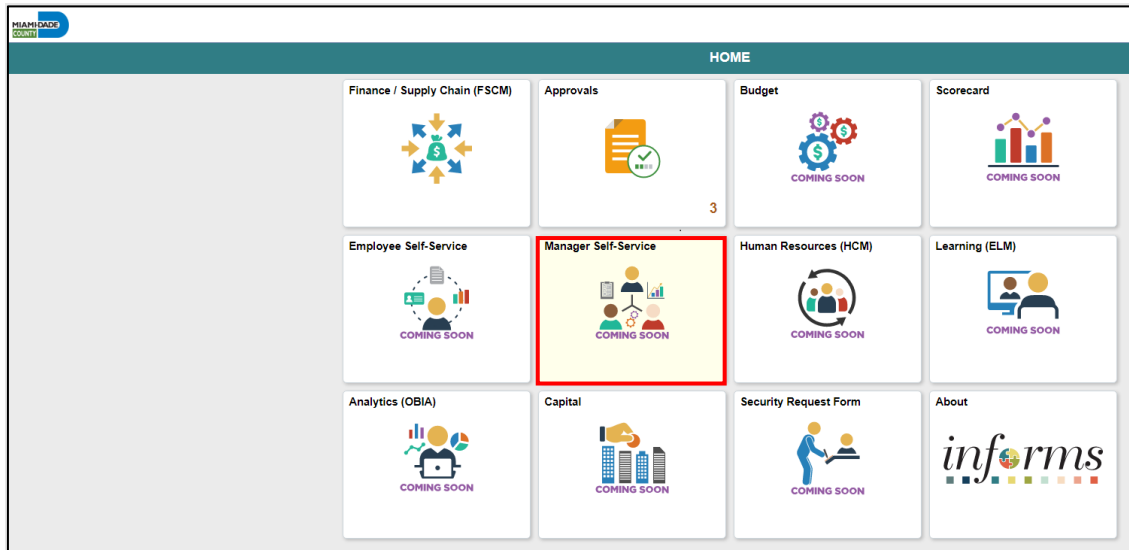 MIAMI-DADE
COUNTY
HOME
Finance / Supply Chain (FSCM)
Approvals
3
Budget
COMING SOON
Scorecard
COMING SOON
Employee Self-Service
COMING SOON
Manager Self-Service
COMING SOON
Human Resources (HCM)
COMING SOON
Learning (ELM)
COMING SOON
Analytics (OBIA)
COMING SOON
Capital
COMING SOON
Security Request Form
COMING SOON
About
informs